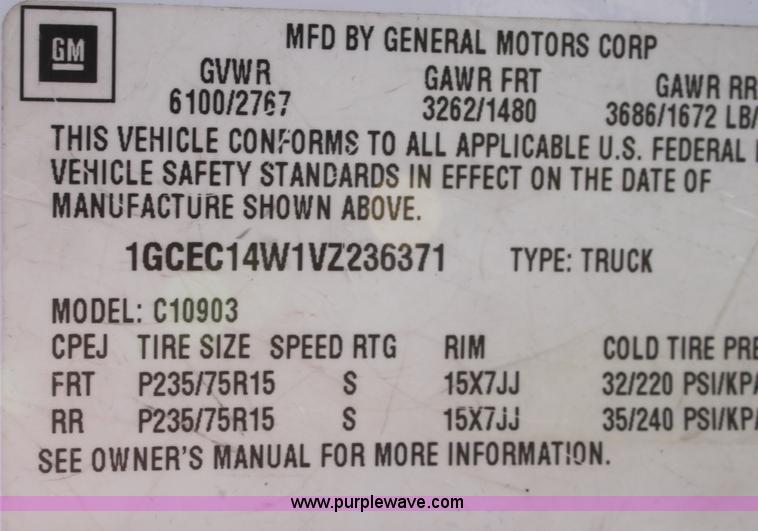 GM
MFD BY GENERAL MOTORS CORP
GVWR GAWR FRT GAWR RR
6100/2767 3262/1480 3686/1672 LB/
THIS VEHICLE CONFORMS TO ALL APPLICABLE U.S. FEDERAL
VEHICLE SAFETY STANDARDS IN EFFECT ON THE DATE OF
MANUFACTURE SHOWN ABOVE.
1GCEC14W1VZ236371 TYPE: TRUCK
MODEL: C10903
CPEJ TIRE SIZE SPEED RTG RIM COLD TIRE PRE
FRT P235/75R15 S 15X7JJ 32/220 PSI/KPA
RR P235/75R15 S 15X7JJ 35/240 PSI/KPA
SEE OWNER'S MANUAL FOR MORE INFORMATION.
www.purplewave.com